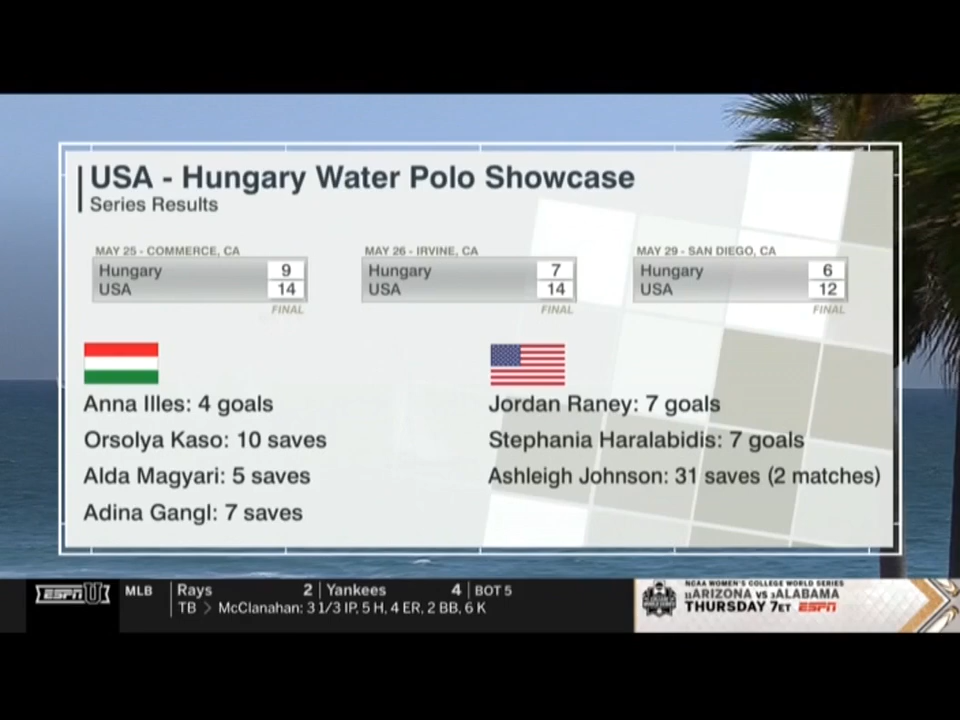 USA - Hungary Water Polo Showcase
Series Results
MAY 25 - COMMERCE, CA
Hungary 9
USA 14
FINAL
MAY 26 - IRVINE, CA
Hungary 7
USA 14
FINAL
MAY 29 - SAN DIEGO, CA
Hungary 6
USA 12
FINAL
Anna Illes: 4 goals
Orsolya Kaso: 10 saves
Alda Magyari: 5 saves
Adina Gangl: 7 saves
Jordan Raney: 7 goals
Stephania Haralabidis: 7 goals
Ashleigh Johnson: 31 saves (2 matches)
ESPN U
MLB
Rays 2 Yankees 4 BOT 5
TB > McClanahan: 3 1/3 IP, 5 H, 4 ER, 2 BB, 6 K
NCAA WOMEN'S COLLEGE WORLD SERIES
11ARIZONA VS 3ALABAMA
THURSDAY 7ET ESPN